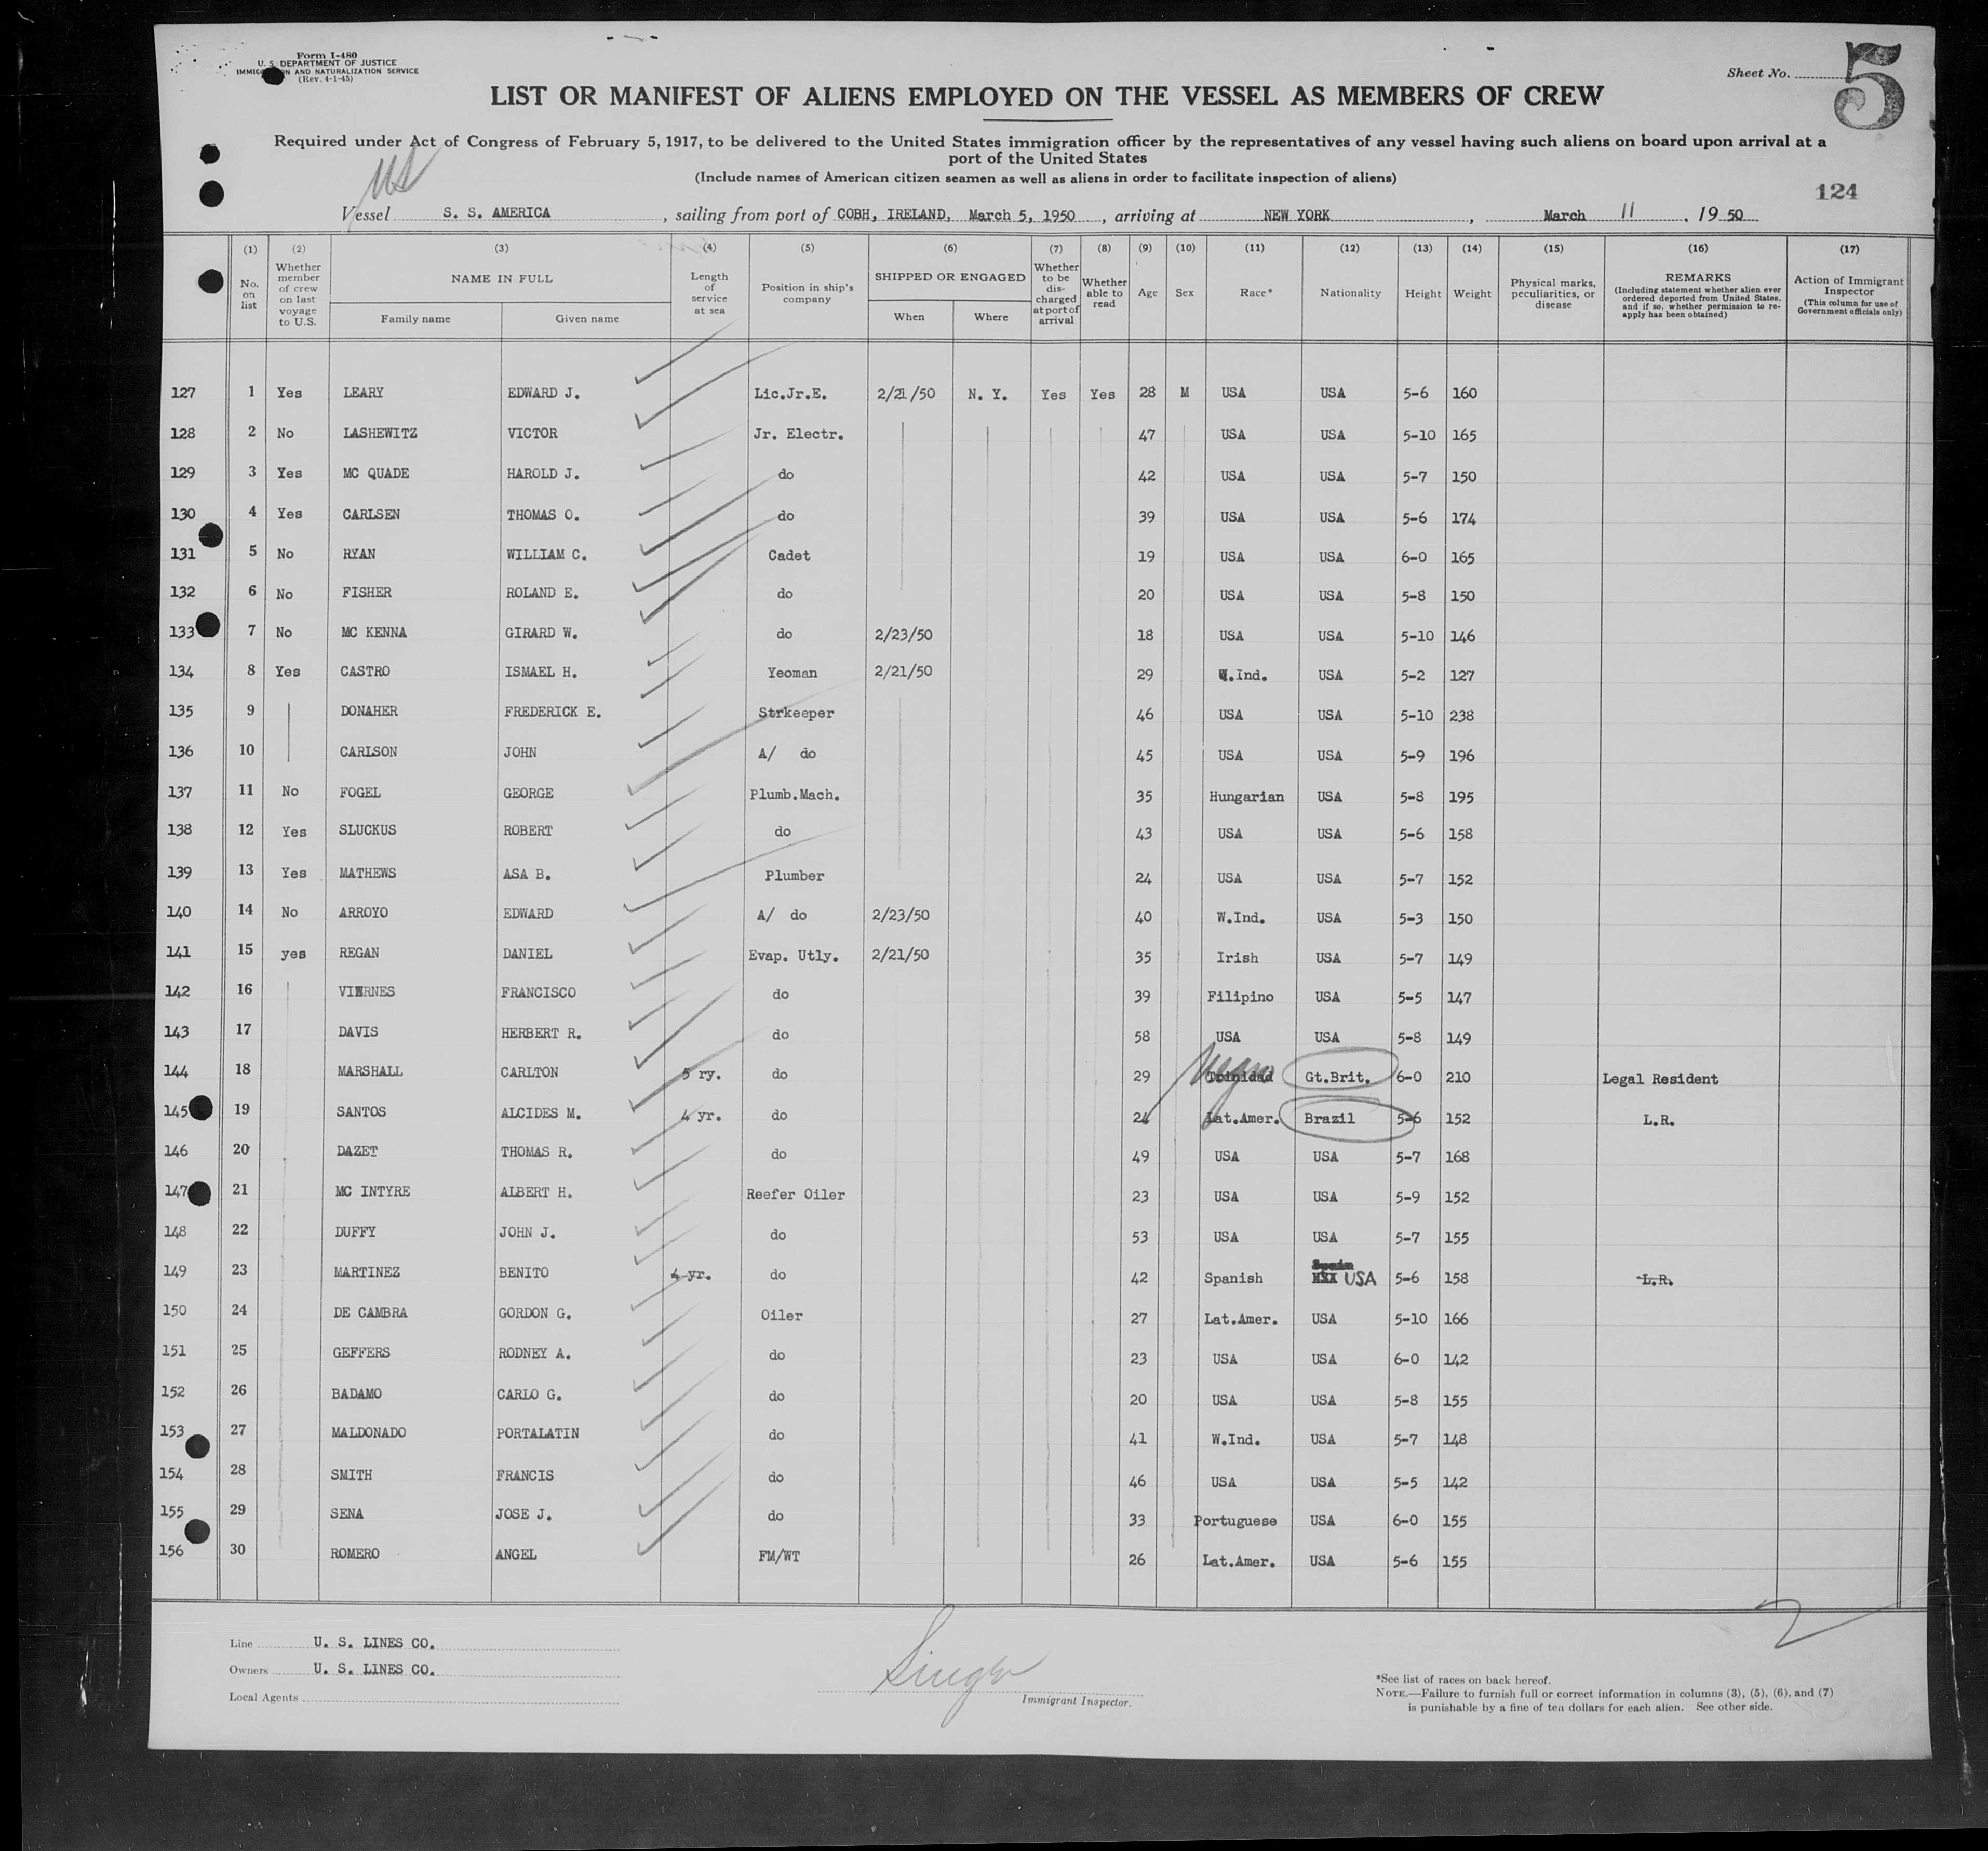 Form I-480
U. S. DEPARTMENT OF JUSTICE
IMMIGRATION AND NATURALIZATION SERVICE
(Rev. 4-1-45)
Sheet No. 5
LIST OR MANIFEST OF ALIENS EMPLOYED ON THE VESSEL AS MEMBERS OF CREW
Required under Act of Congress of February 5, 1917, to be delivered to the United States immigration officer by the representatives of any vessel having such aliens on board upon arrival at a
port of the United States
(Include names of American citizen seamen as well as aliens in order to facilitate inspection of aliens)
124
Vessel S. S. AMERICA, sailing from port of COBH, IRELAND, March 5, 1950, arriving at NEW YORK, March 11, 19 50
(1) (2) (3) (4) (5) (6) (7) (8) (9) (10) (11) (12) (13) (14) (15) (16) (17)
No. on list
Whether member of crew on last voyage to U.S.
NAME IN FULL
Family name
Given name
Length of service at sea
Position in ship's company
SHIPPED OR ENGAGED
When
Where
Whether to be discharged at port of arrival
Whether able to read
Age
Sex
Race*
Nationality
Height
Weight
Physical marks, peculiarities, or disease
REMARKS
(Including statement whether alien ever ordered deported from United States, and if so, whether permission to reapply has been obtained)
Action of Immigrant Inspector
(This column for use of Government officials only)
127 1 Yes LEARY EDWARD J. Lic.Jr.E. 2/21/50 N. Y. Yes Yes 28 M USA USA 5-6 160
128 2 No LASHEWITZ VICTOR Jr. Electr. 47 USA USA 5-10 165
129 3 Yes MC QUADE HAROLD J. do 42 USA USA 5-7 150
130 4 Yes CARLSEN THOMAS O. do 39 USA USA 5-6 174
131 5 No RYAN WILLIAM C. Cadet 19 USA USA 6-0 165
132 6 No FISHER ROLAND E. do 20 USA USA 5-8 150
133 7 No MC KENNA GIRARD W. do 2/23/50 18 USA USA 5-10 146
134 8 Yes CASTRO ISMAEL H. Yeoman 2/21/50 29 W.Ind. USA 5-2 127
135 9 DONAHER FREDERICK E. Strkeeper 46 USA USA 5-10 238
136 10 CARLSON JOHN A/ do 45 USA USA 5-9 196
137 11 No FOGEL GEORGE Plumb.Mach. 35 Hungarian USA 5-8 195
138 12 Yes SLUCKUS ROBERT do 43 USA USA 5-6 158
139 13 Yes MATHEWS ASA B. Plumber 24 USA USA 5-7 152
140 14 No ARROYO EDWARD A/ do 2/23/50 40 W.Ind. USA 5-3 150
141 15 yes REGAN DANIEL Evap. Utly. 2/21/50 35 Irish USA 5-7 149
142 16 VIERNES FRANCISCO do 39 Filipino USA 5-5 147
143 17 DAVIS HERBERT R. do 58 USA USA 5-8 149
144 18 MARSHALL CARLTON 5 ry. do 29 Trinidad Negro Gt.Brit. 6-0 210 Legal Resident
145 19 SANTOS ALCIDES M. 4 yr. do 24 Lat.Amer. Brazil 5-6 152 L.R.
146 20 DAZET THOMAS R. do 49 USA USA 5-7 168
147 21 MC INTYRE ALBERT H. Reefer Oiler 23 USA USA 5-9 152
148 22 DUFFY JOHN J. do 53 USA USA 5-7 155
149 23 MARTINEZ BENITO 4 yr. do 42 Spanish Spain USA 5-6 158 L.R.
150 24 DE CAMBRA GORDON G. Oiler 27 Lat.Amer. USA 5-10 166
151 25 GEFFERS RODNEY A. do 23 USA USA 6-0 142
152 26 BADAMO CARLO G. do 20 USA USA 5-8 155
153 27 MALDONADO PORTALATIN do 41 W.Ind. USA 5-7 148
154 28 SMITH FRANCIS do 46 USA USA 5-5 142
155 29 SENA JOSE J. do 33 Portuguese USA 6-0 155
156 30 ROMERO ANGEL FM/WT 26 Lat.Amer. USA 5-6 155
2
Line U. S. LINES CO.
Owners U. S. LINES CO.
Local Agents
Immigrant Inspector.
*See list of races on back hereof.
NOTE.—Failure to furnish full or correct information in columns (3), (5), (6), and (7)
is punishable by a fine of ten dollars for each alien. See other side.